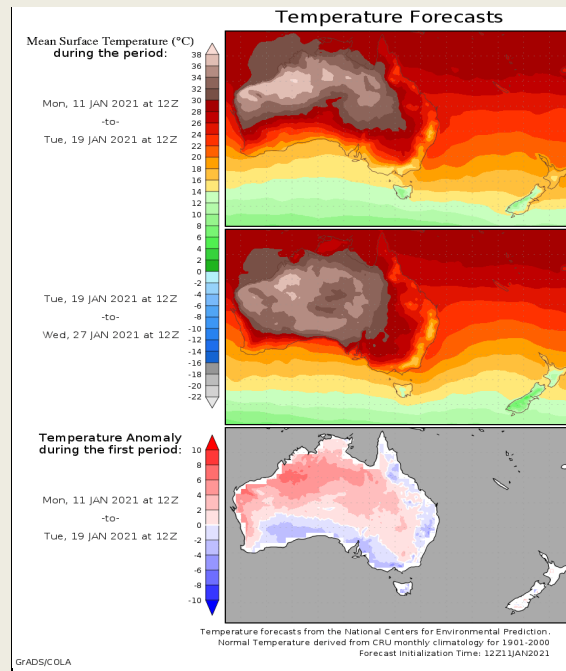 Temperature Forecasts
Mean Surface Temperature (°C)
during the period:
Mon, 11 JAN 2021 at 12Z
-to-
Tue, 19 JAN 2021 at 12Z
38
36
34
32
30
28
26
24
22
20
18
16
14
12
10
8
6
4
2
0
-2
-4
-6
-8
-10
-12
-14
-16
-18
-20
-22
Tue, 19 JAN 2021 at 12Z
-to-
Wed, 27 JAN 2021 at 12Z
Temperature Anomaly
during the first period:
Mon, 11 JAN 2021 at 12Z
-to-
Tue, 19 JAN 2021 at 12Z
10
8
6
4
2
0
-2
-4
-6
-8
-10
Temperature forecasts from the National Centers for Environmental Prediction.
Normal Temperature derived from CRU monthly climatology for 1901-2000
Forecast Initialization Time: 12Z11JAN2021
GrADS/COLA